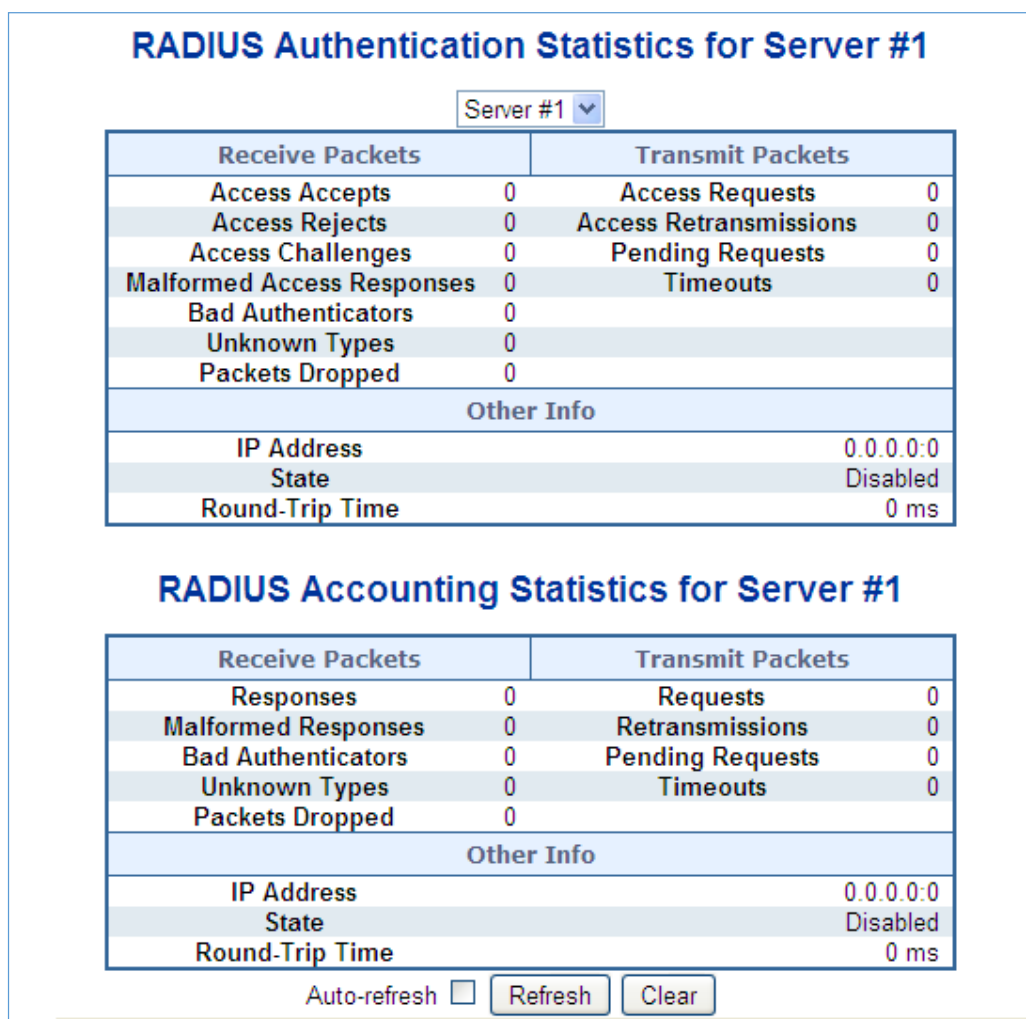 RADIUS Authentication Statistics for Server #1
Server #1
Receive Packets Transmit Packets
Access Accepts 0 Access Requests 0
Access Rejects 0 Access Retransmissions 0
Access Challenges 0 Pending Requests 0
Malformed Access Responses 0 Timeouts 0
Bad Authenticators 0
Unknown Types 0
Packets Dropped 0
Other Info
IP Address 0.0.0.0:0
State Disabled
Round-Trip Time 0 ms
RADIUS Accounting Statistics for Server #1
Receive Packets Transmit Packets
Responses 0 Requests 0
Malformed Responses 0 Retransmissions 0
Bad Authenticators 0 Pending Requests 0
Unknown Types 0 Timeouts 0
Packets Dropped 0
Other Info
IP Address 0.0.0.0:0
State Disabled
Round-Trip Time 0 ms
Auto-refresh Refresh Clear